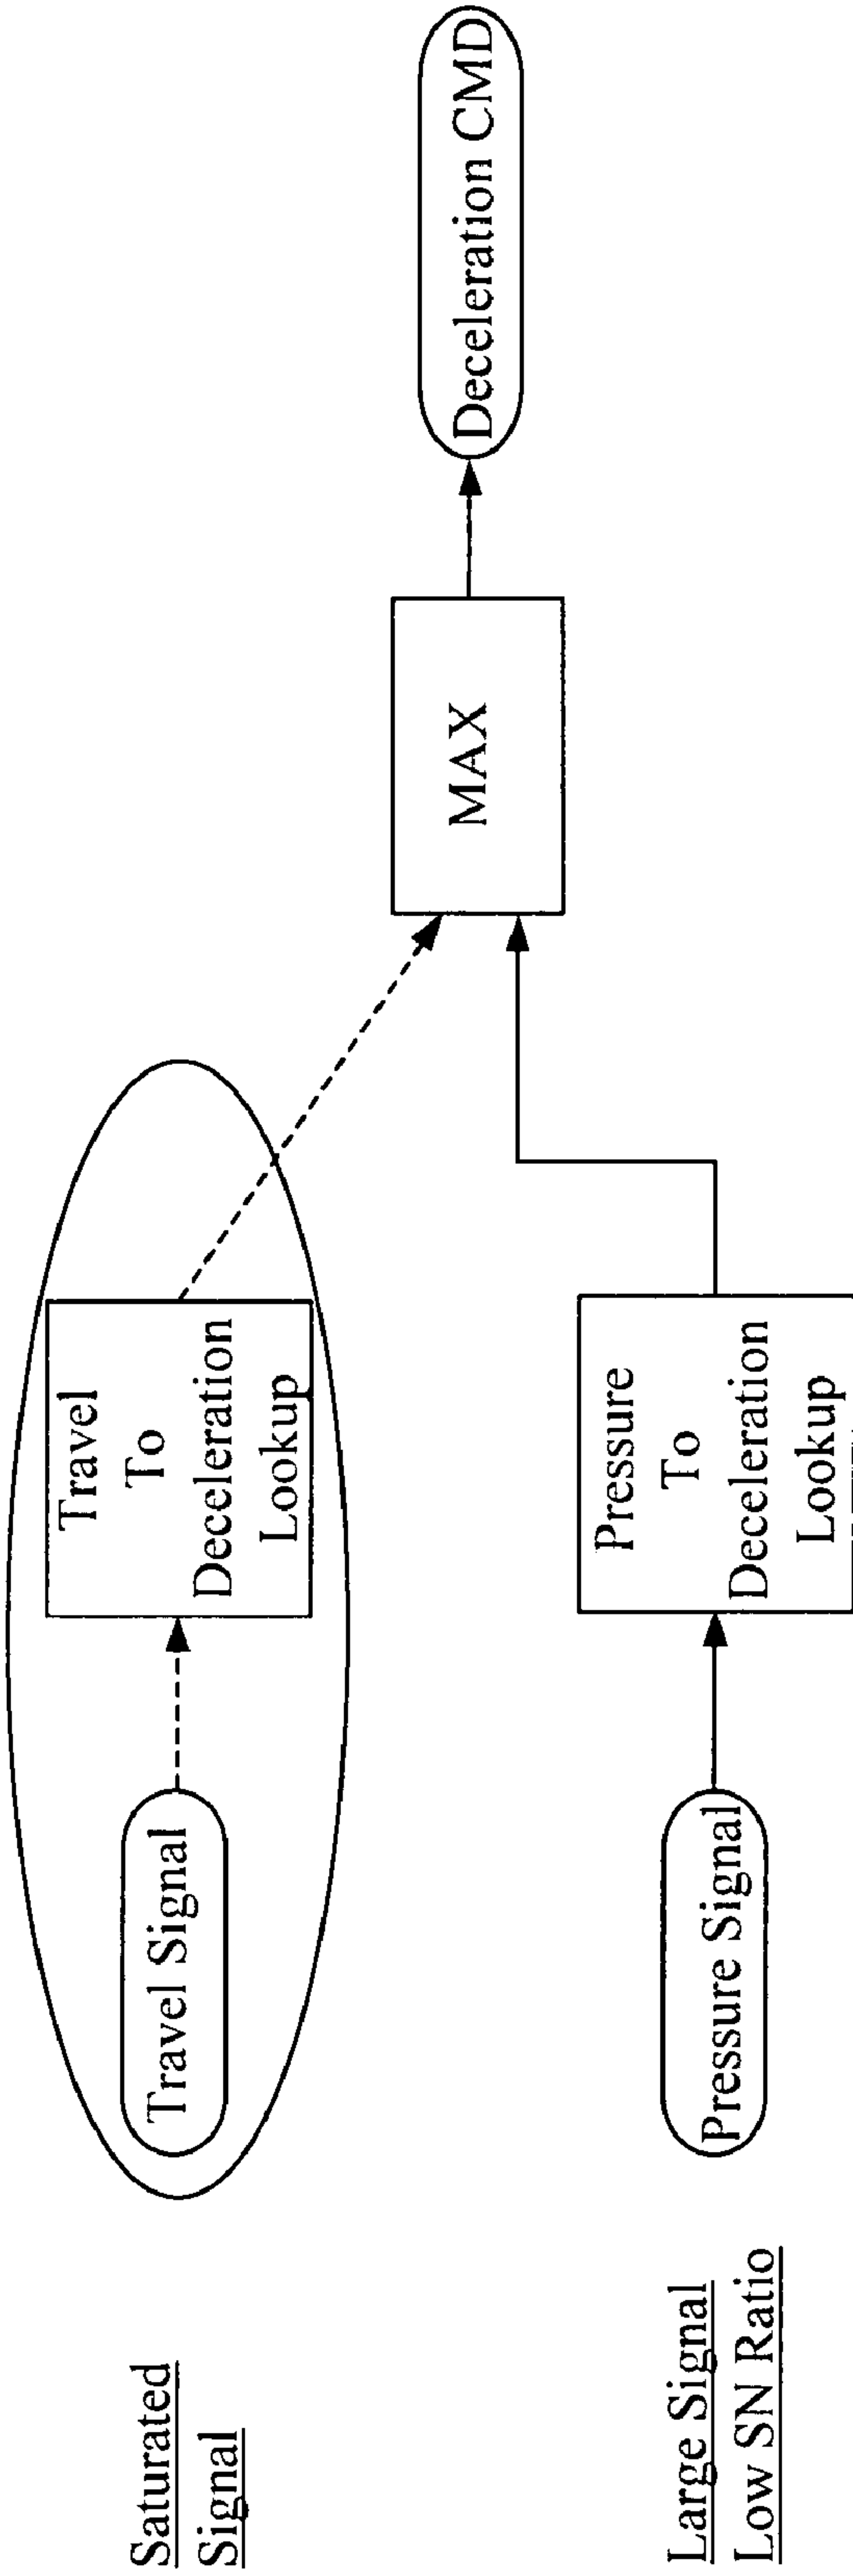 Saturated
Signal
Travel Signal
Travel
To
Deceleration
Lookup
Large Signal
Low SN Ratio
Pressure Signal
Pressure
To
Deceleration
Lookup
MAX
Deceleration CMD